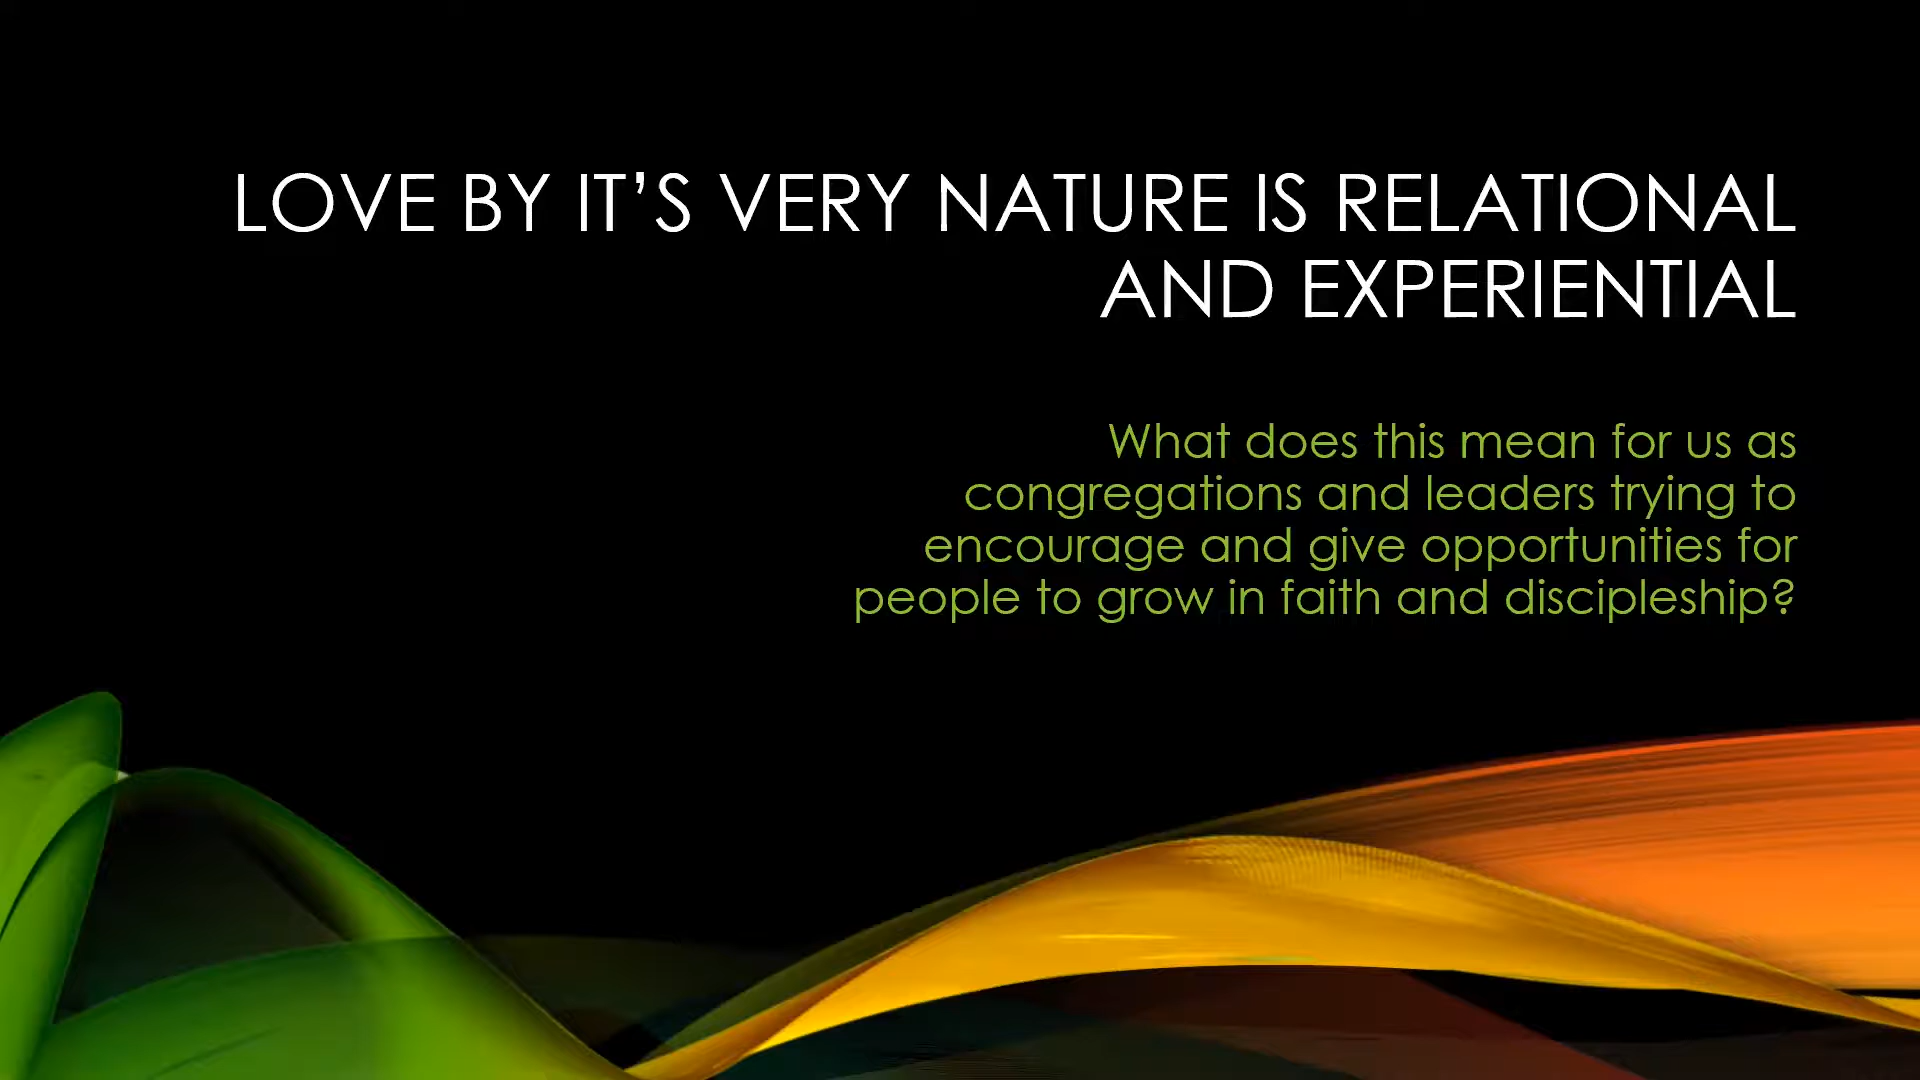 LOVE BY IT’S VERY NATURE IS RELATIONAL
AND EXPERIENTIAL
What does this mean for us as
congregations and leaders trying to
encourage and give opportunities for
people to grow in faith and discipleship?